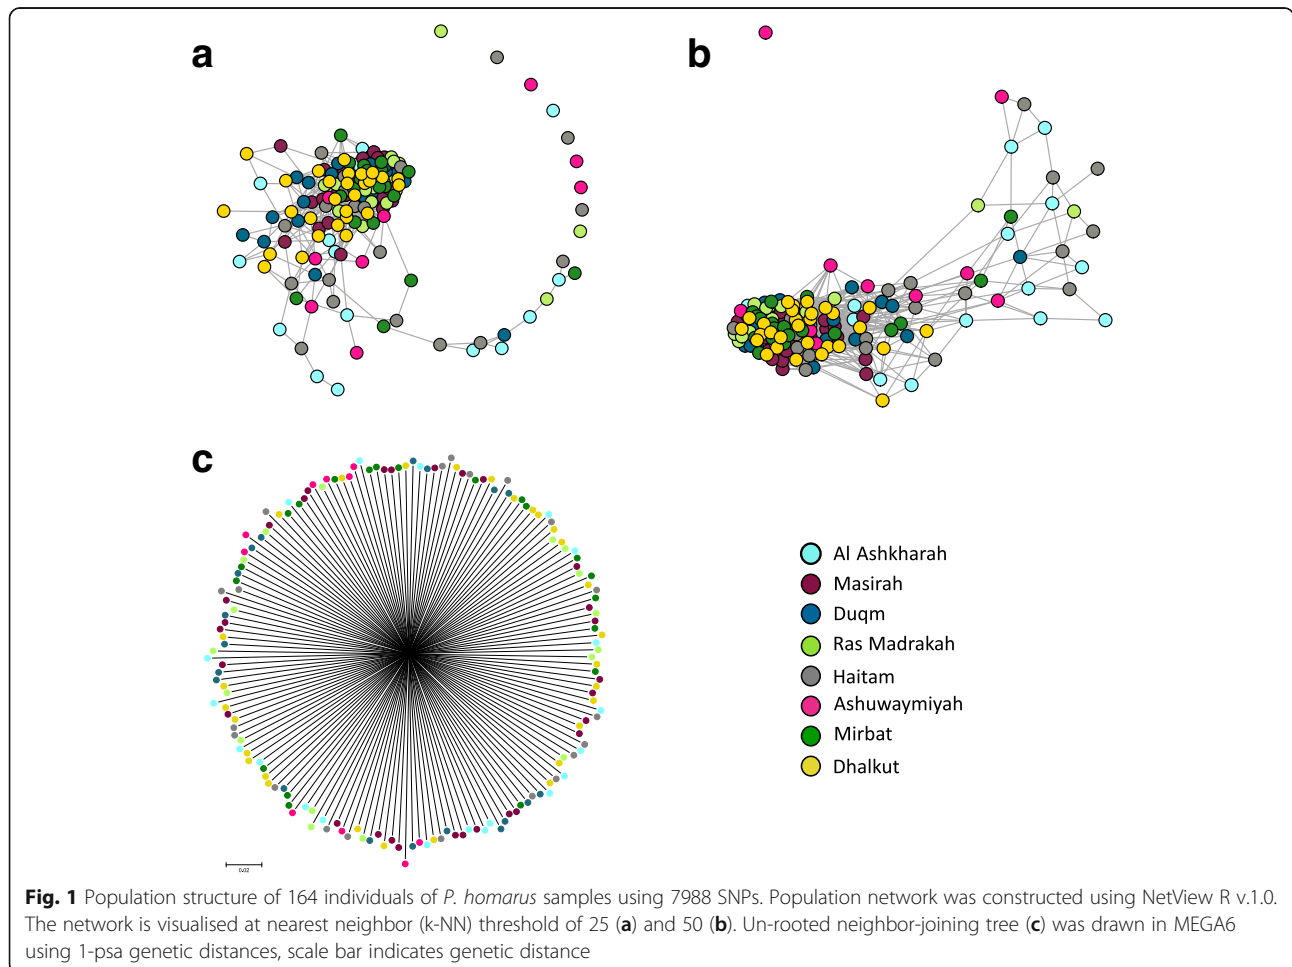 a
b
c
Al Ashkharah
Masirah
Duqm
Ras Madrakah
Haitam
Ashuwaymiyah
Mirbat
Dhalkut
0.02
Fig. 1 Population structure of 164 individuals of P. homarus samples using 7988 SNPs. Population network was constructed using NetView R v.1.0.
The network is visualised at nearest neighbor (k-NN) threshold of 25 (a) and 50 (b). Un-rooted neighbor-joining tree (c) was drawn in MEGA6
using 1-psa genetic distances, scale bar indicates genetic distance